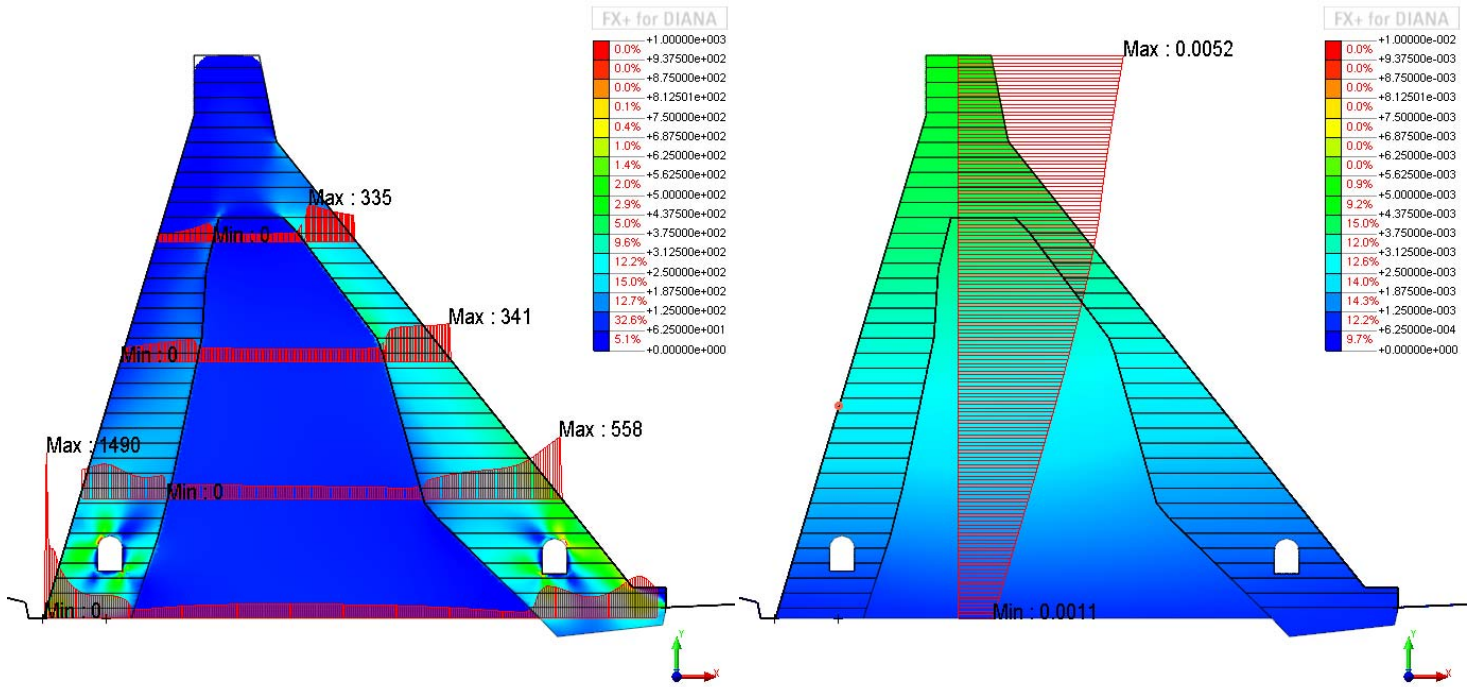 FX+ for DIANA
+1.00000e+003
0.0%
+9.37500e+002
0.0%
+8.75000e+002
0.0%
+8.12501e+002
0.1%
+7.50000e+002
0.4%
+6.87500e+002
1.0%
+6.25000e+002
1.4%
+5.62500e+002
2.0%
+5.00000e+002
2.9%
+4.37500e+002
5.0%
+3.75000e+002
9.6%
+3.12500e+002
12.2%
+2.50000e+002
15.0%
+1.87500e+002
12.7%
+1.25000e+002
32.6%
+6.25000e+001
5.1%
+0.00000e+000
Max : 335
Min : 0
Max : 341
Min : 0
Max : 558
Max : 1490
Min : 0
Min : 0
Y
X
FX+ for DIANA
+1.00000e-002
0.0%
+9.37500e-003
0.0%
+8.75000e-003
0.0%
+8.12501e-003
0.0%
+7.50000e-003
0.0%
+6.87500e-003
0.0%
+6.25000e-003
0.0%
+5.62500e-003
0.9%
+5.00000e-003
9.2%
+4.37500e-003
15.0%
+3.75000e-003
12.0%
+3.12500e-003
12.6%
+2.50000e-003
14.0%
+1.87500e-003
14.3%
+1.25000e-003
12.2%
+6.25000e-004
9.7%
+0.00000e+000
Max : 0.0052
Min : 0.0011
Y
X